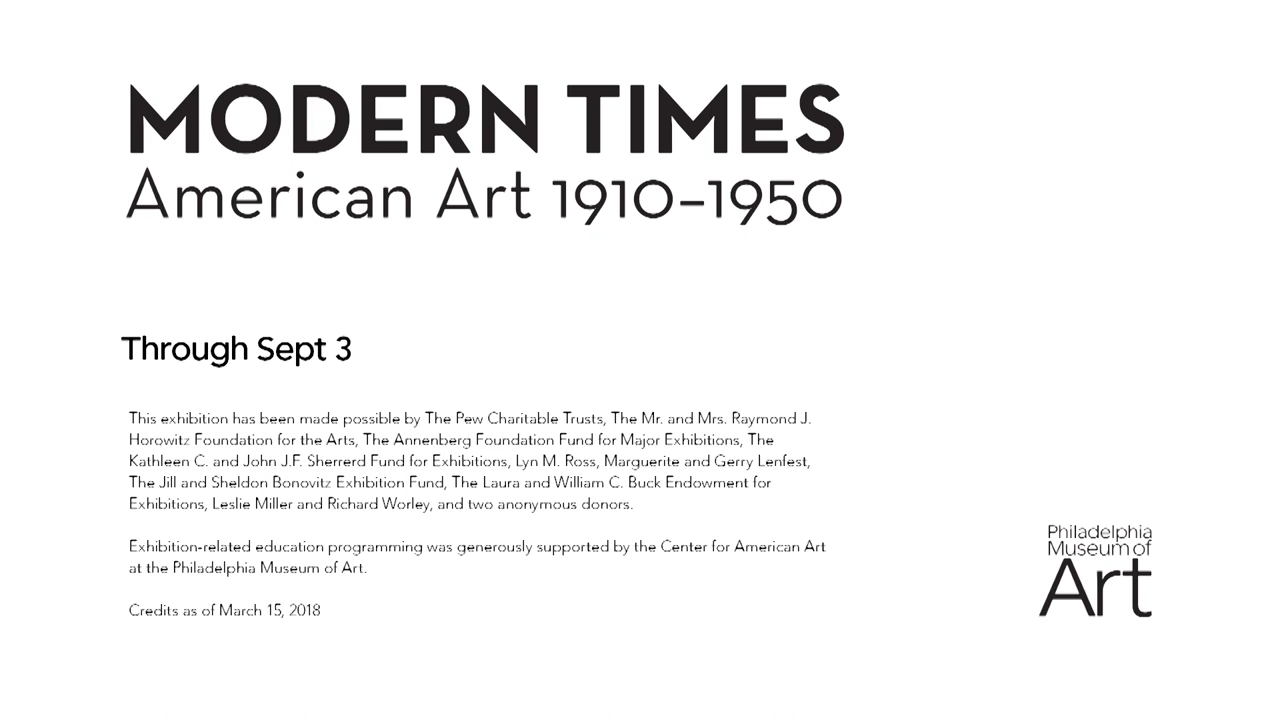 MODERN TIMES
American Art 1910–1950
Through Sept 3
This exhibition has been made possible by The Pew Charitable Trusts, The Mr. and Mrs. Raymond J.
Horowitz Foundation for the Arts, The Annenberg Foundation Fund for Major Exhibitions, The
Kathleen C. and John J.F. Sherrerd Fund for Exhibitions, Lyn M. Ross, Marguerite and Gerry Lenfest,
The Jill and Sheldon Bonovitz Exhibition Fund, The Laura and William C. Buck Endowment for
Exhibitions, Leslie Miller and Richard Worley, and two anonymous donors.
Exhibition-related education programming was generously supported by the Center for American Art
at the Philadelphia Museum of Art.
Credits as of March 15, 2018
Philadelphia
Museum of
Art